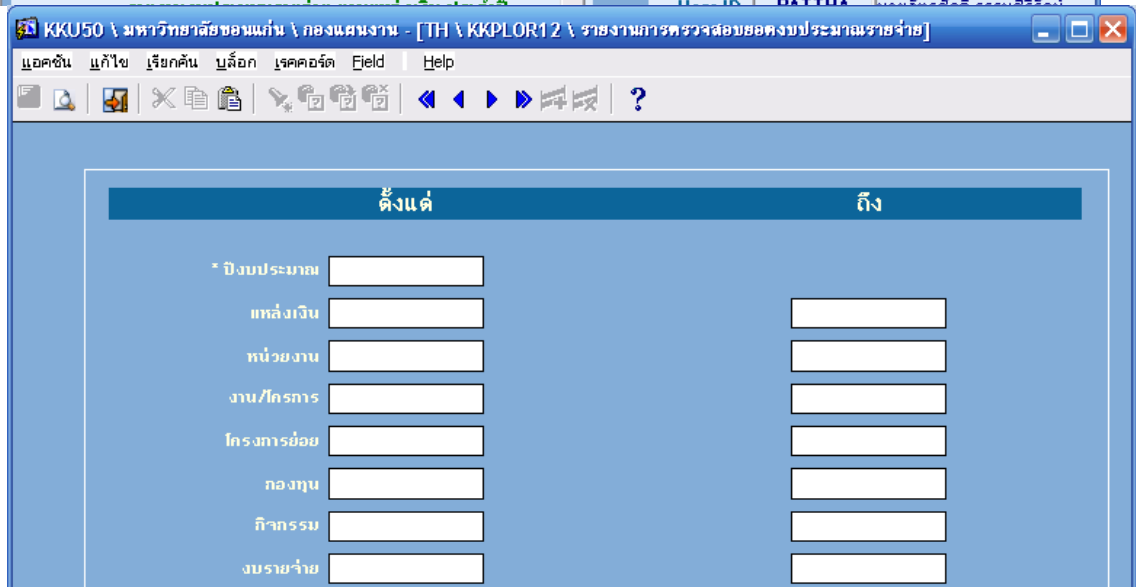 User ID PATTHA
KKU50 \ มหาวิทยาลัยขอนแก่น \ กองแผนงาน - [TH \ KKPLOR12 \ รายงานการตรวจสอบยอดงบประมาณรายจ่าย]
แอคชัน แก้ไข เรียกค้น บล็อก เรคคอร์ด Field Help
?
ตั้งแต่ ถึง
* ปีงบประมาณ
แหล่งเงิน
หน่วยงาน
งาน/โครการ
โครงการย่อย
กองทุน
กิจกรรม
งบรายจ่าย